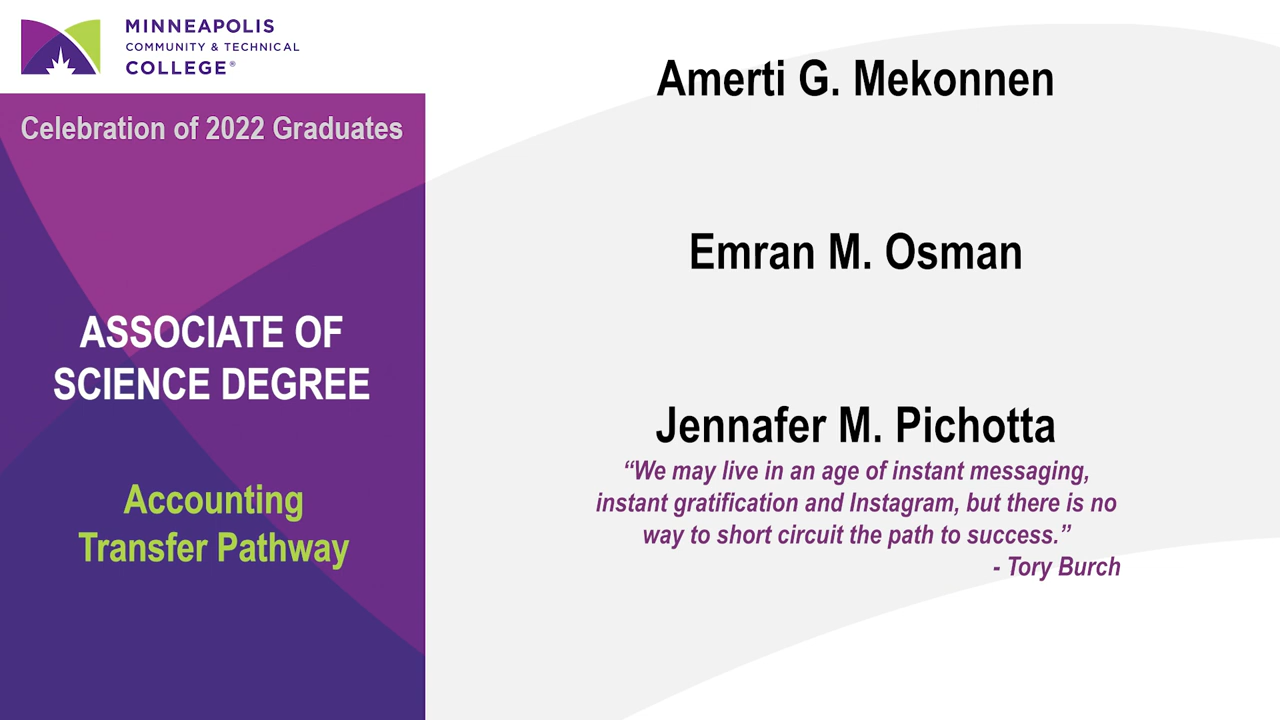 MINNEAPOLIS
COMMUNITY & TECHNICAL
COLLEGE®
Celebration of 2022 Graduates
ASSOCIATE OF
SCIENCE DEGREE
Accounting
Transfer Pathway
Amerti G. Mekonnen
Emran M. Osman
Jennafer M. Pichotta
“We may live in an age of instant messaging,
instant gratification and Instagram, but there is no
way to short circuit the path to success.”
- Tory Burch